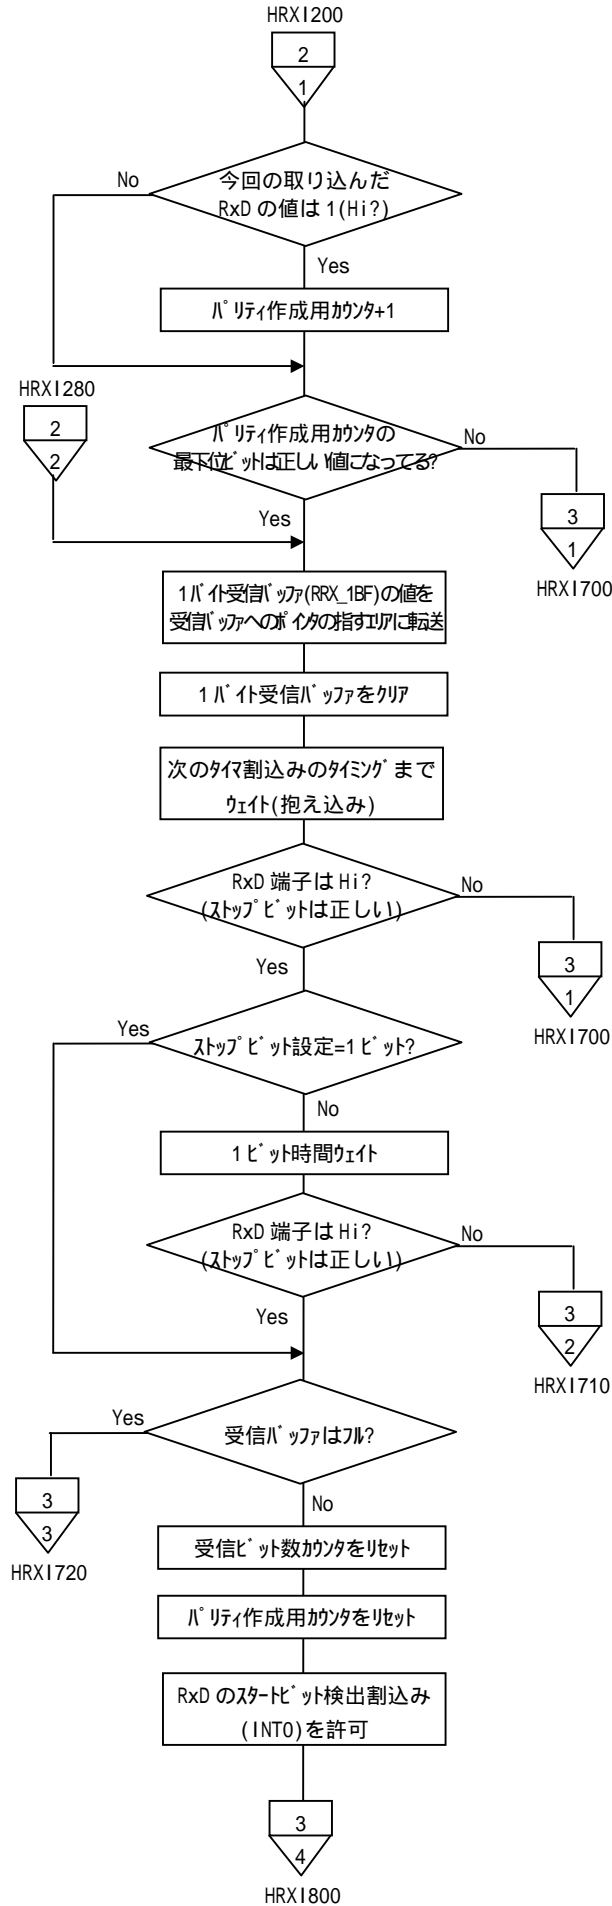 HRXI200
2
1
No
今回の取り込んだ
RxD の値は 1(Hi?)
Yes
パリティ作成用カウンタ+1
HRXI280
2
2
パリティ作成用カウンタの
最下位ビットは正しい値になってる?
No
3
1
HRXI700
Yes
1バイト受信バッファ(RRX_1BF)の値を
受信バッファへのポインタの指すエリアに転送
1バイト受信バッファをクリア
次のタイマ割込みのタイミングまで
ウェイト(抱え込み)
RxD 端子は Hi?
(ストップビットは正しい)
No
3
1
HRXI700
Yes
ストップビット設定=1ビット?
Yes
No
1ビット時間ウェイト
RxD 端子は Hi?
(ストップビットは正しい)
No
3
2
HRXI710
Yes
受信バッファはフル?
Yes
3
3
HRXI720
No
受信ビット数カウンタをリセット
パリティ作成用カウンタをリセット
RxD のスタートビット検出割込み
(INT0)を許可
3
4
HRXI800